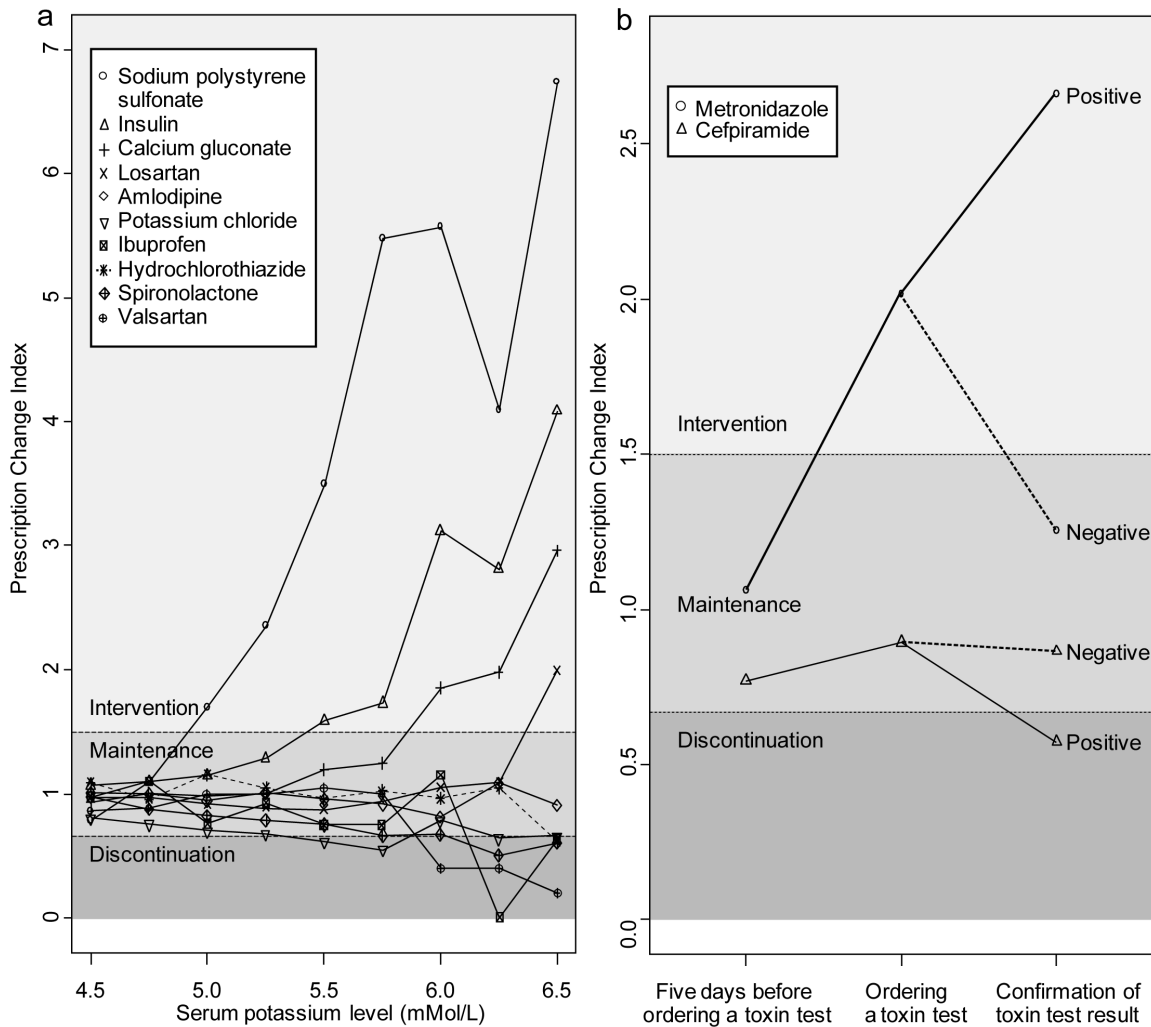 a
Prescription Change Index
7
6
5
4
3
2
1
0
Sodium polystyrene
sulfonate
Insulin
Calcium gluconate
Losartan
Amlodipine
Potassium chloride
Ibuprofen
Hydrochlorothiazide
Spironolactone
Valsartan
Intervention
Maintenance
Discontinuation
4.5 5.0 5.5 6.0 6.5
Serum potassium level (mMol/L)
b
Prescription Change Index
2.5
2.0
1.5
1.0
0.5
0.0
Metronidazole
Cefpiramide
Positive
Intervention
Negative
Maintenance
Negative
Discontinuation
Positive
Five days before
ordering a toxin test
Ordering
a toxin test
Confirmation of
toxin test result